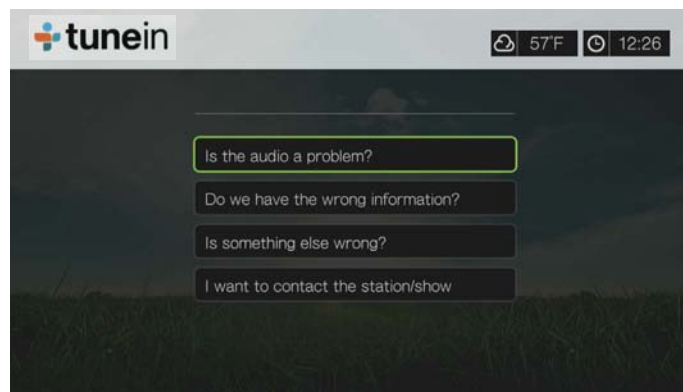 tunein
57°F
12:26
Is the audio a problem?
Do we have the wrong information?
Is something else wrong?
I want to contact the station/show